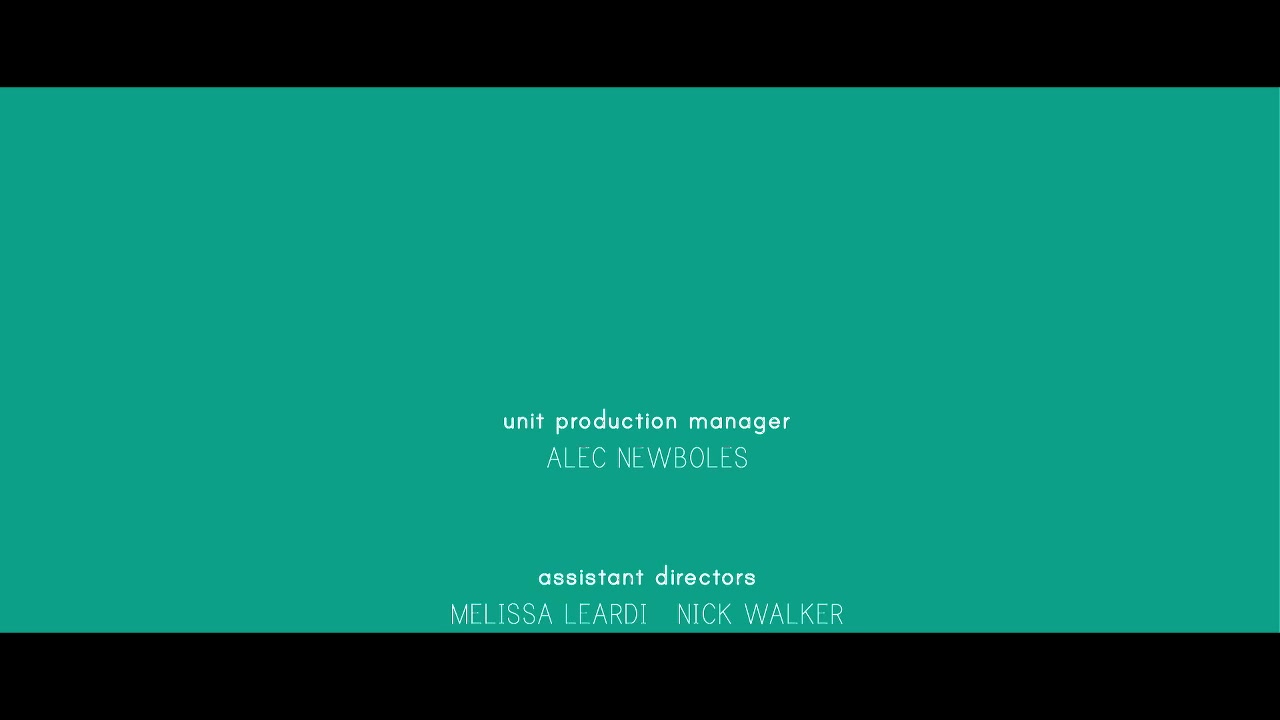 unit production manager
ALEC NEWBOLES
assistant directors
MELISSA LEARDI NICK WALKER